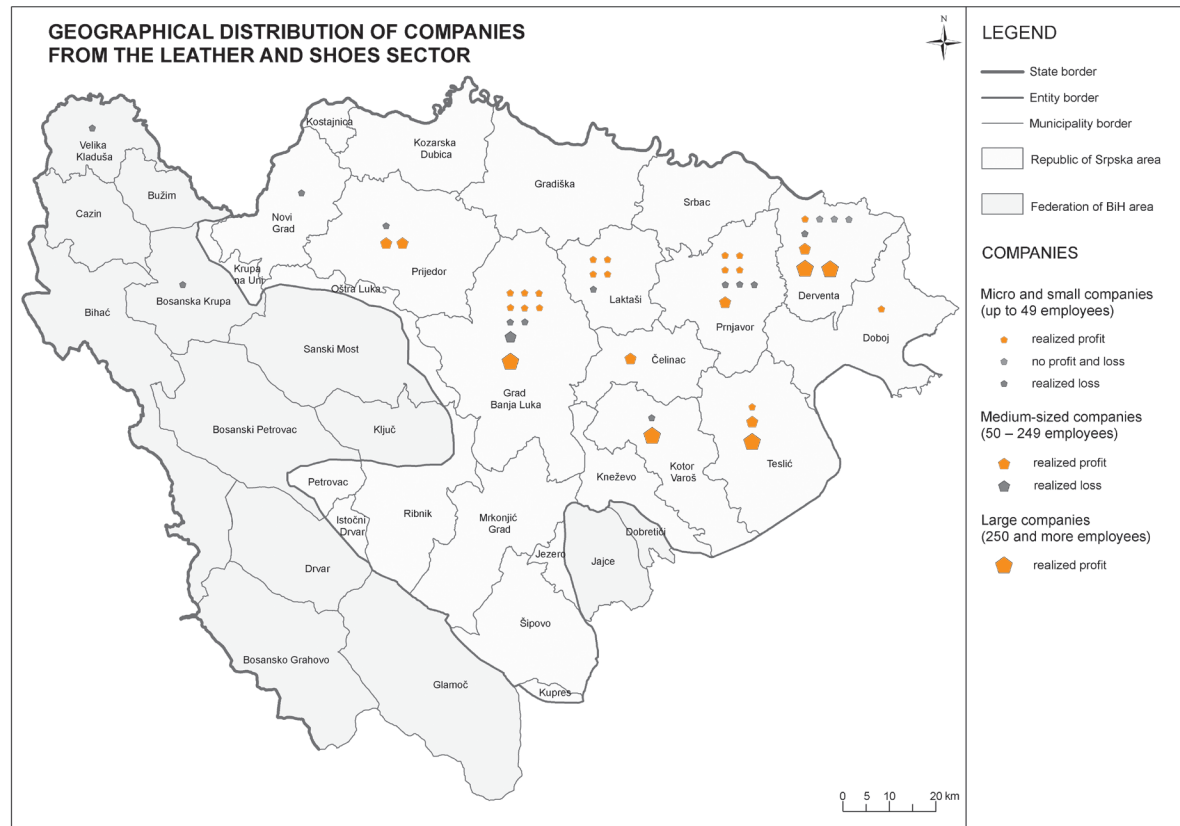 GEOGRAPHICAL DISTRIBUTION OF COMPANIES
FROM THE LEATHER AND SHOES SECTOR
N
Kostajnica
Velika
Kladuša
Kozarska
Dubica
Gradiška
Bužim
Srbac
Cazin
Novi
Grad
Prijedor
Krupa
na Uni
Oštra Luka
Bosanska Krupa
Bihać
Laktaši
Derventa
Prnjavor
Doboj
Sanski Most
Čelinac
Grad
Banja Luka
Bosanski Petrovac
Ključ
Teslić
Kotor
Varoš
Kneževo
Petrovac
Istočni
Drvar
Ribnik
Mrkonjić
Grad
Dobretići
Jezero
Jajce
Drvar
Šipovo
Bosansko Grahovo
Glamoč
Kupres
0 5 10 20 km
LEGEND
State border
Entity border
Municipality border
Republic of Srpska area
Federation of BiH area
COMPANIES
Micro and small companies
(up to 49 employees)
realized profit
no profit and loss
realized loss
Medium-sized companies
(50 – 249 employees)
realized profit
realized loss
Large companies
(250 and more employees)
realized profit